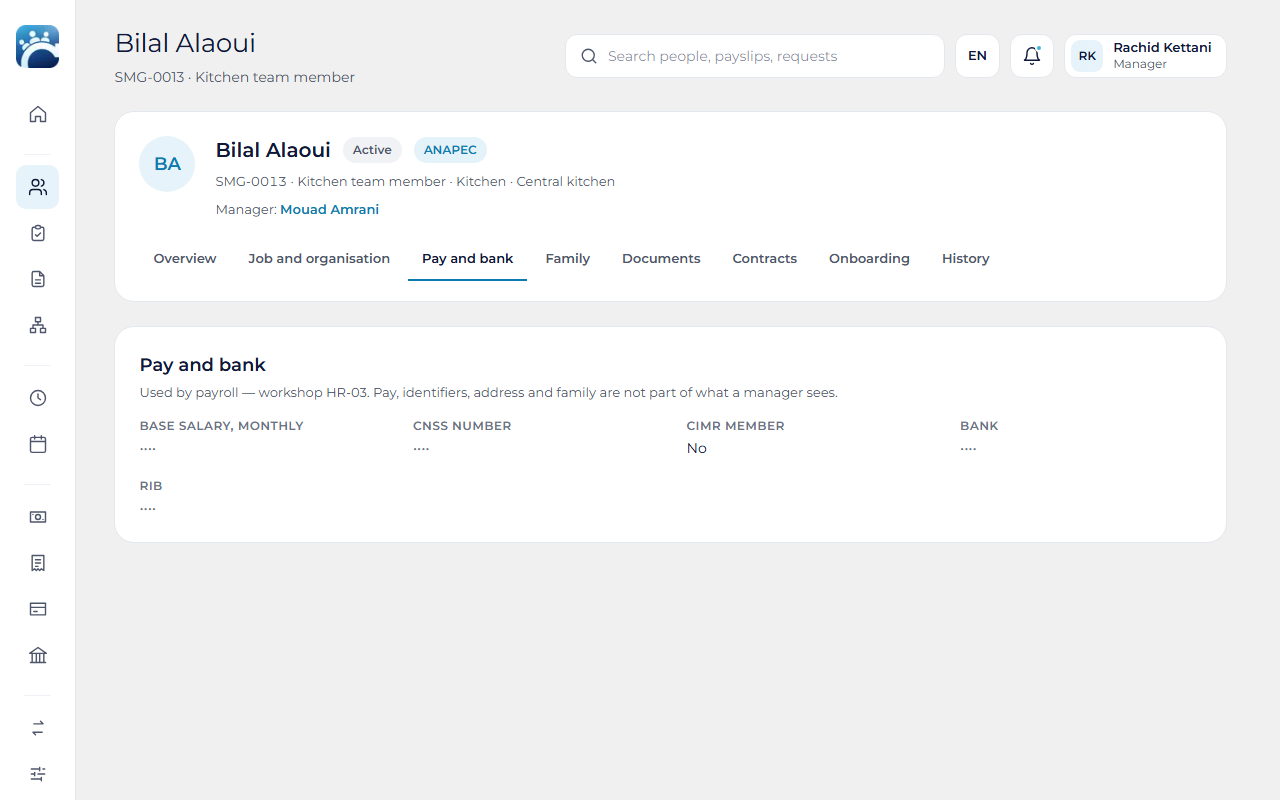 Bilal Alaoui
SMG-0013 · Kitchen team member
Search people, payslips, requests
EN
RK
Rachid Kettani
Manager
BA
Bilal Alaoui
Active
ANAPEC
SMG-0013 · Kitchen team member · Kitchen · Central kitchen
Manager: Mouad Amrani
Overview
Job and organisation
Pay and bank
Family
Documents
Contracts
Onboarding
History
Pay and bank
Used by payroll — workshop HR-03. Pay, identifiers, address and family are not part of what a manager sees.
BASE SALARY, MONTHLY
CNSS NUMBER
CIMR MEMBER
BANK
····
····
No
····
RIB
····